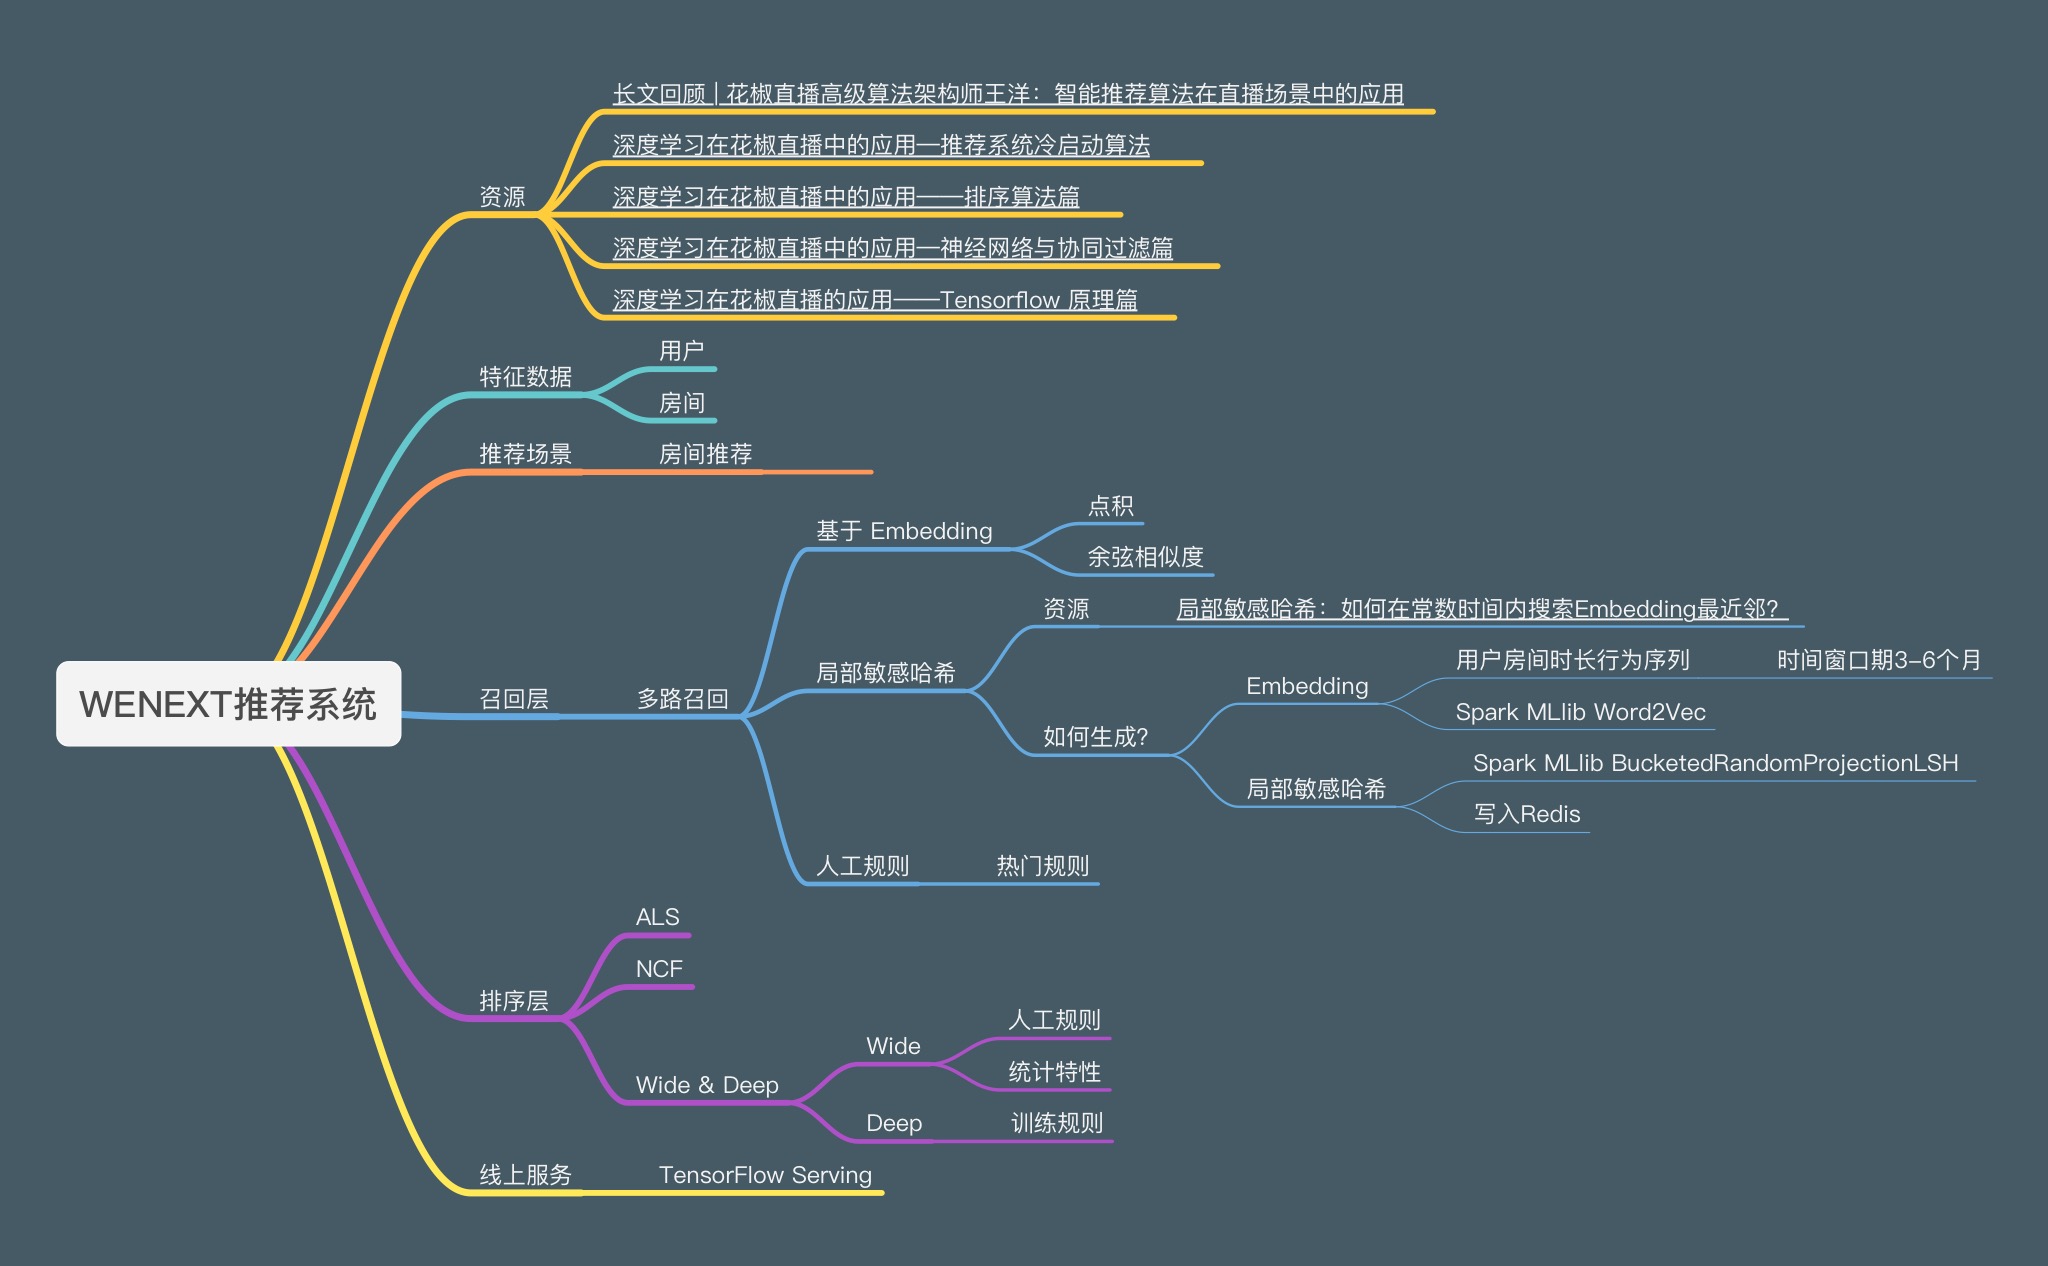 长文回顾 | 花椒直播高级算法架构师王洋：智能推荐算法在直播场景中的应用
深度学习在花椒直播中的应用—推荐系统冷启动算法
资源
深度学习在花椒直播中的应用——排序算法篇
深度学习在花椒直播中的应用—神经网络与协同过滤篇
深度学习在花椒直播的应用——Tensorflow 原理篇
特征数据
用户
房间
推荐场景
房间推荐
WENEXT推荐系统
召回层
多路召回
基于 Embedding
点积
余弦相似度
局部敏感哈希
资源
局部敏感哈希：如何在常数时间内搜索Embedding最近邻？
如何生成？
Embedding
用户房间时长行为序列
时间窗口期3-6个月
Spark MLlib Word2Vec
局部敏感哈希
Spark MLlib BucketedRandomProjectionLSH
写入Redis
人工规则
热门规则
排序层
ALS
NCF
Wide & Deep
Wide
人工规则
统计特性
Deep
训练规则
线上服务
TensorFlow Serving